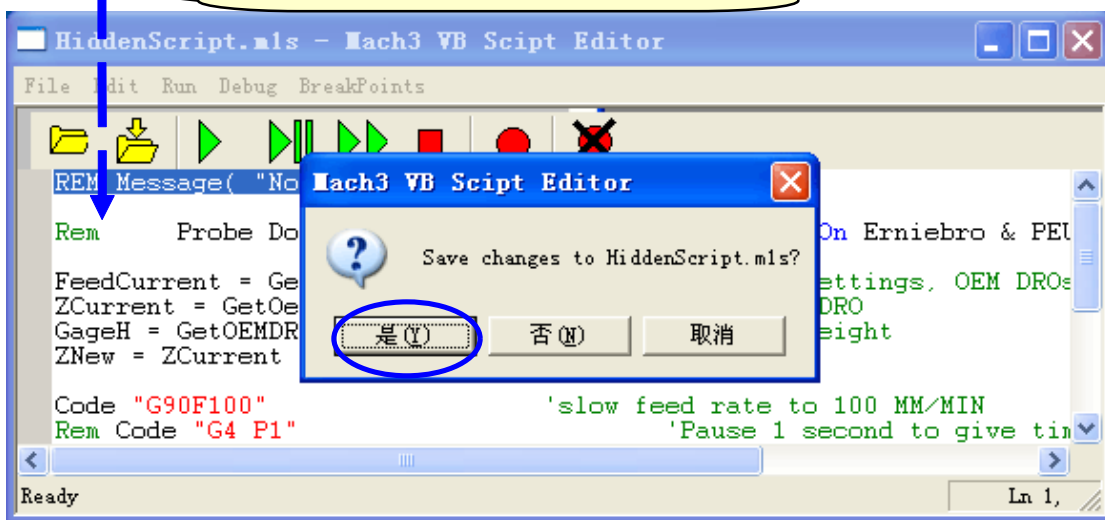 HiddenScript.m1s - Mach3 VB Scipt Editor
File Edit Run Debug BreakPoints
REM Message( "No
Rem Probe Do On Erniebro & PEU
FeedCurrent = Ge ettings, OEM DROs
ZCurrent = GetOe DRO
GageH = GetOEMDR eight
ZNew = ZCurrent
Code "G90F100" 'slow feed rate to 100 MM/MIN
Rem Code "G4 P1" 'Pause 1 second to give tim
Mach3 VB Scipt Editor
Save changes to HiddenScript.m1s?
是(Y) 否(N) 取消
Ready Ln 1,